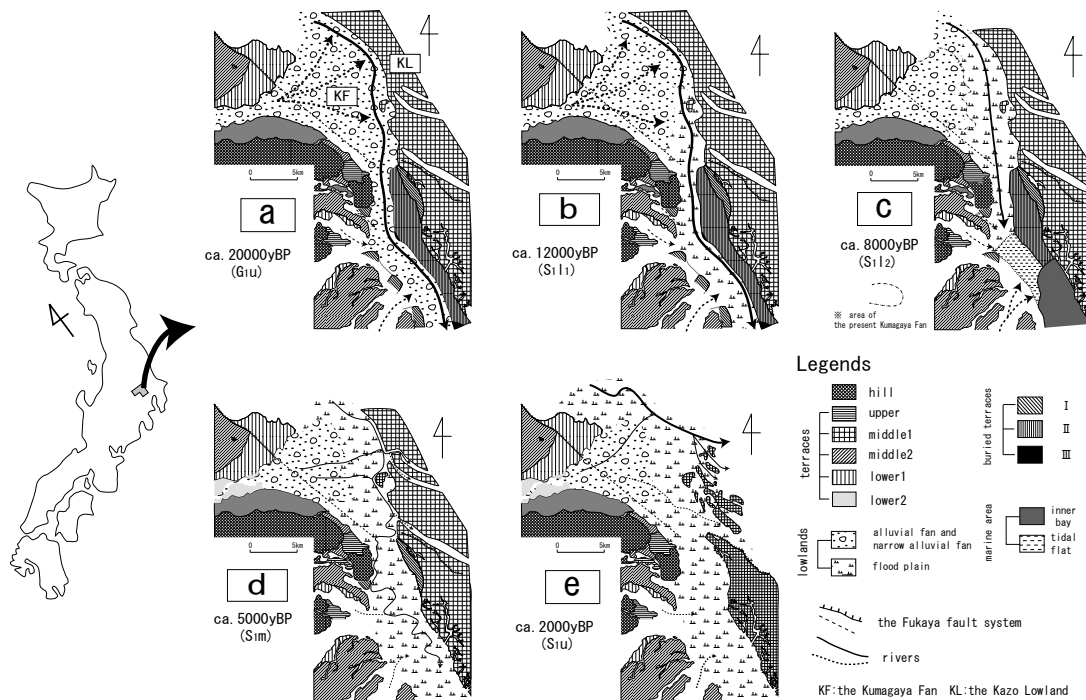 KL
KF
0 5km
a
ca. 20000yBP
(G1u)
0 5km
b
ca. 12000yBP
(S1l1)
0 5km
c
ca. 8000yBP
(S1l2)
※ area of
the present Kumagaya Fan
0 5km
d
ca. 5000yBP
(S1m)
0 5km
e
ca. 2000yBP
(S1u)
Legends
hill
terraces
upper
middle1
middle2
lower1
lower2
lowlands
alluvial fan and
narrow alluvial fan
flood plain
buried terraces
Ⅰ
Ⅱ
Ⅲ
marine area
inner
bay
tidal
flat
the Fukaya fault system
rivers
KF:the Kumagaya Fan KL:the Kazo Lowland